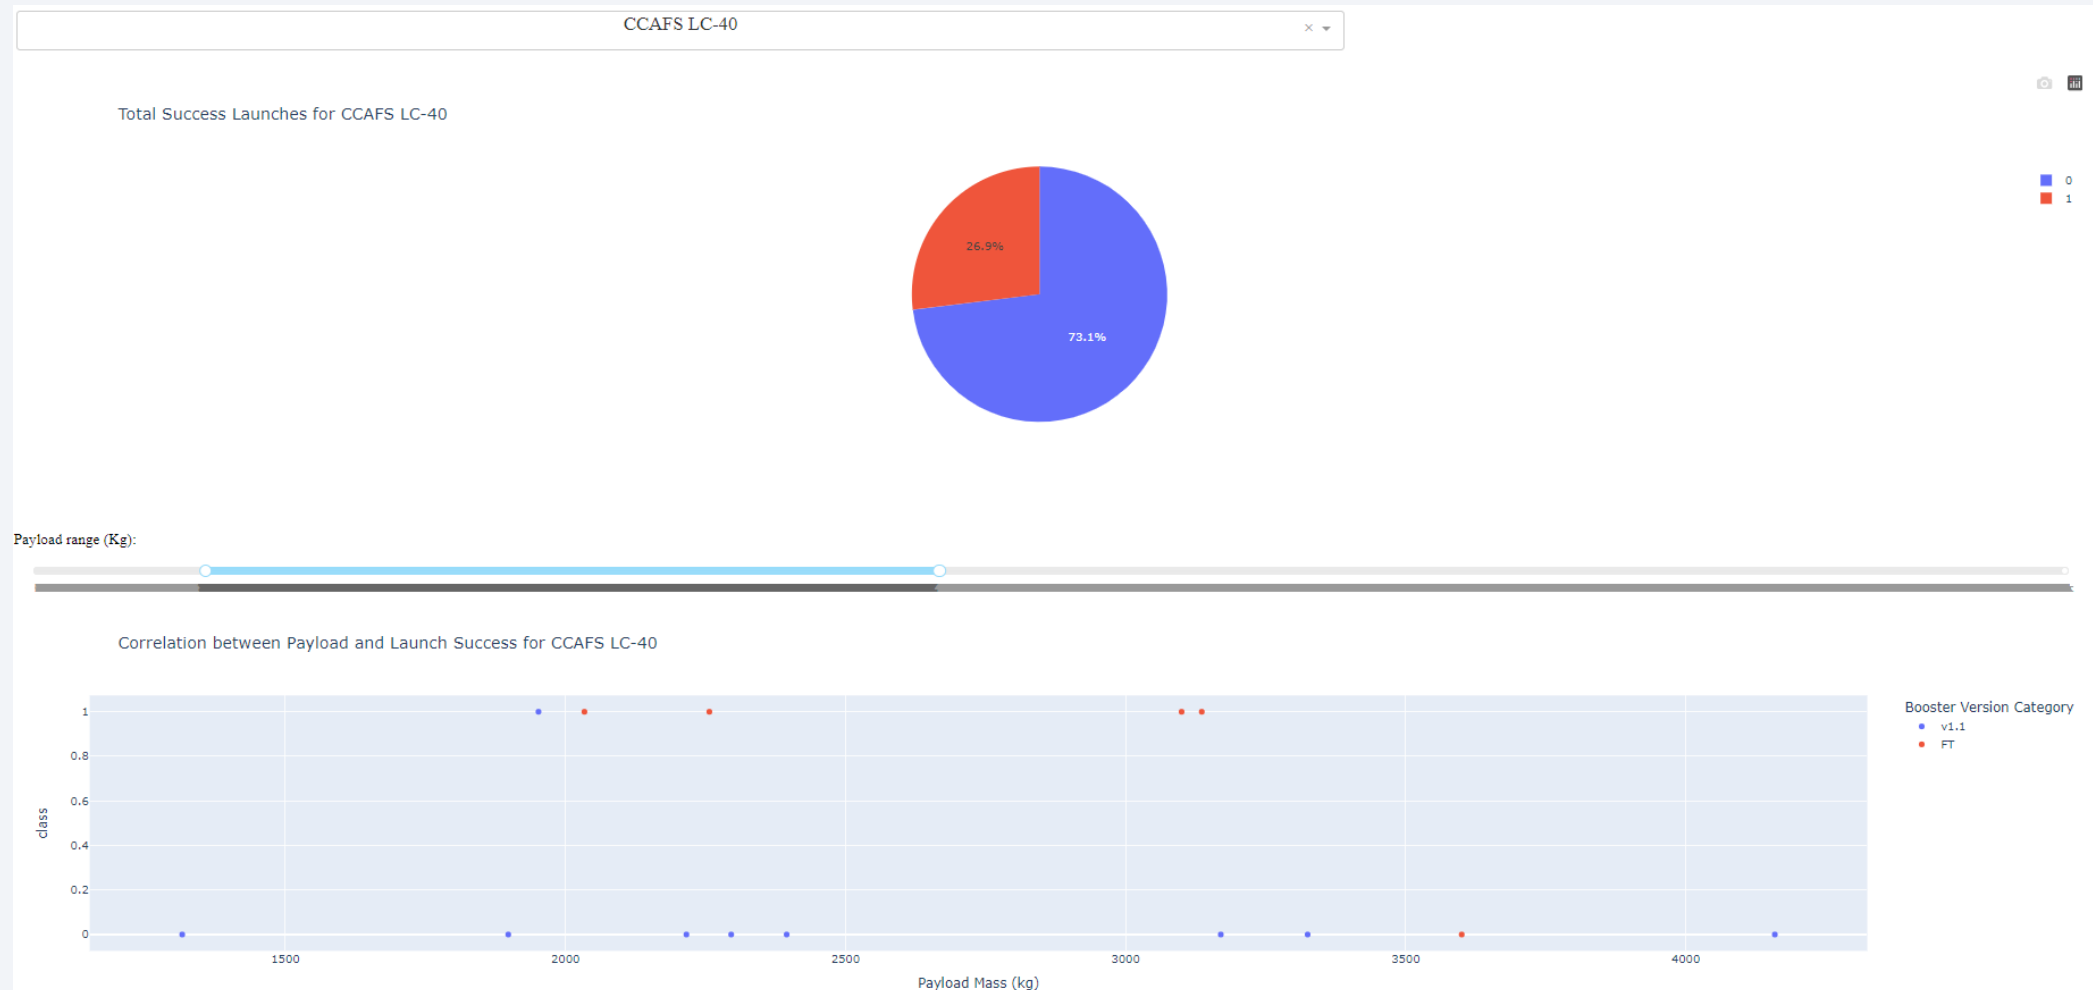 CCAFS LC-40
Total Success Launches for CCAFS LC-40
0
1
26.9%
73.1%
Payload range (Kg):
Correlation between Payload and Launch Success for CCAFS LC-40
Booster Version Category
v1.1
FT
1
0.8
0.6
0.4
0.2
0
class
1500 2000 2500 3000 3500 4000
Payload Mass (kg)